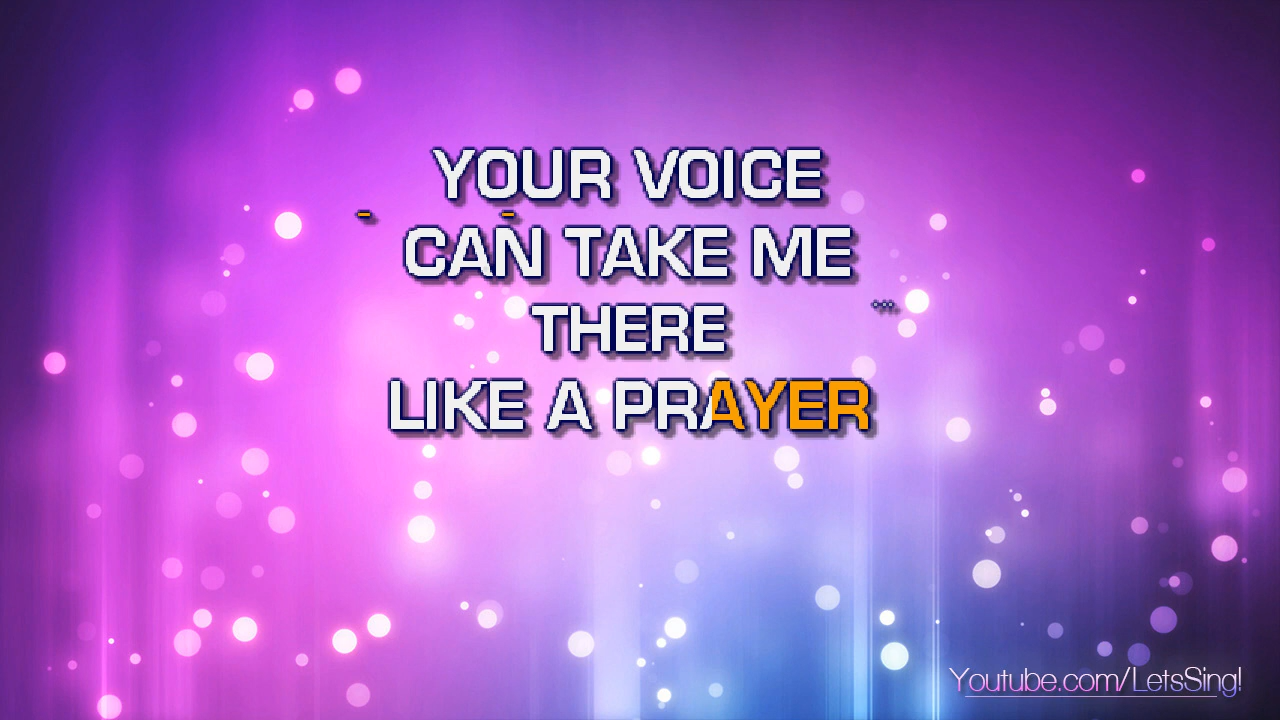 YOUR VOICE
CAN TAKE ME
THERE
LIKE A PRAYER
Youtube.com/LetsSing!